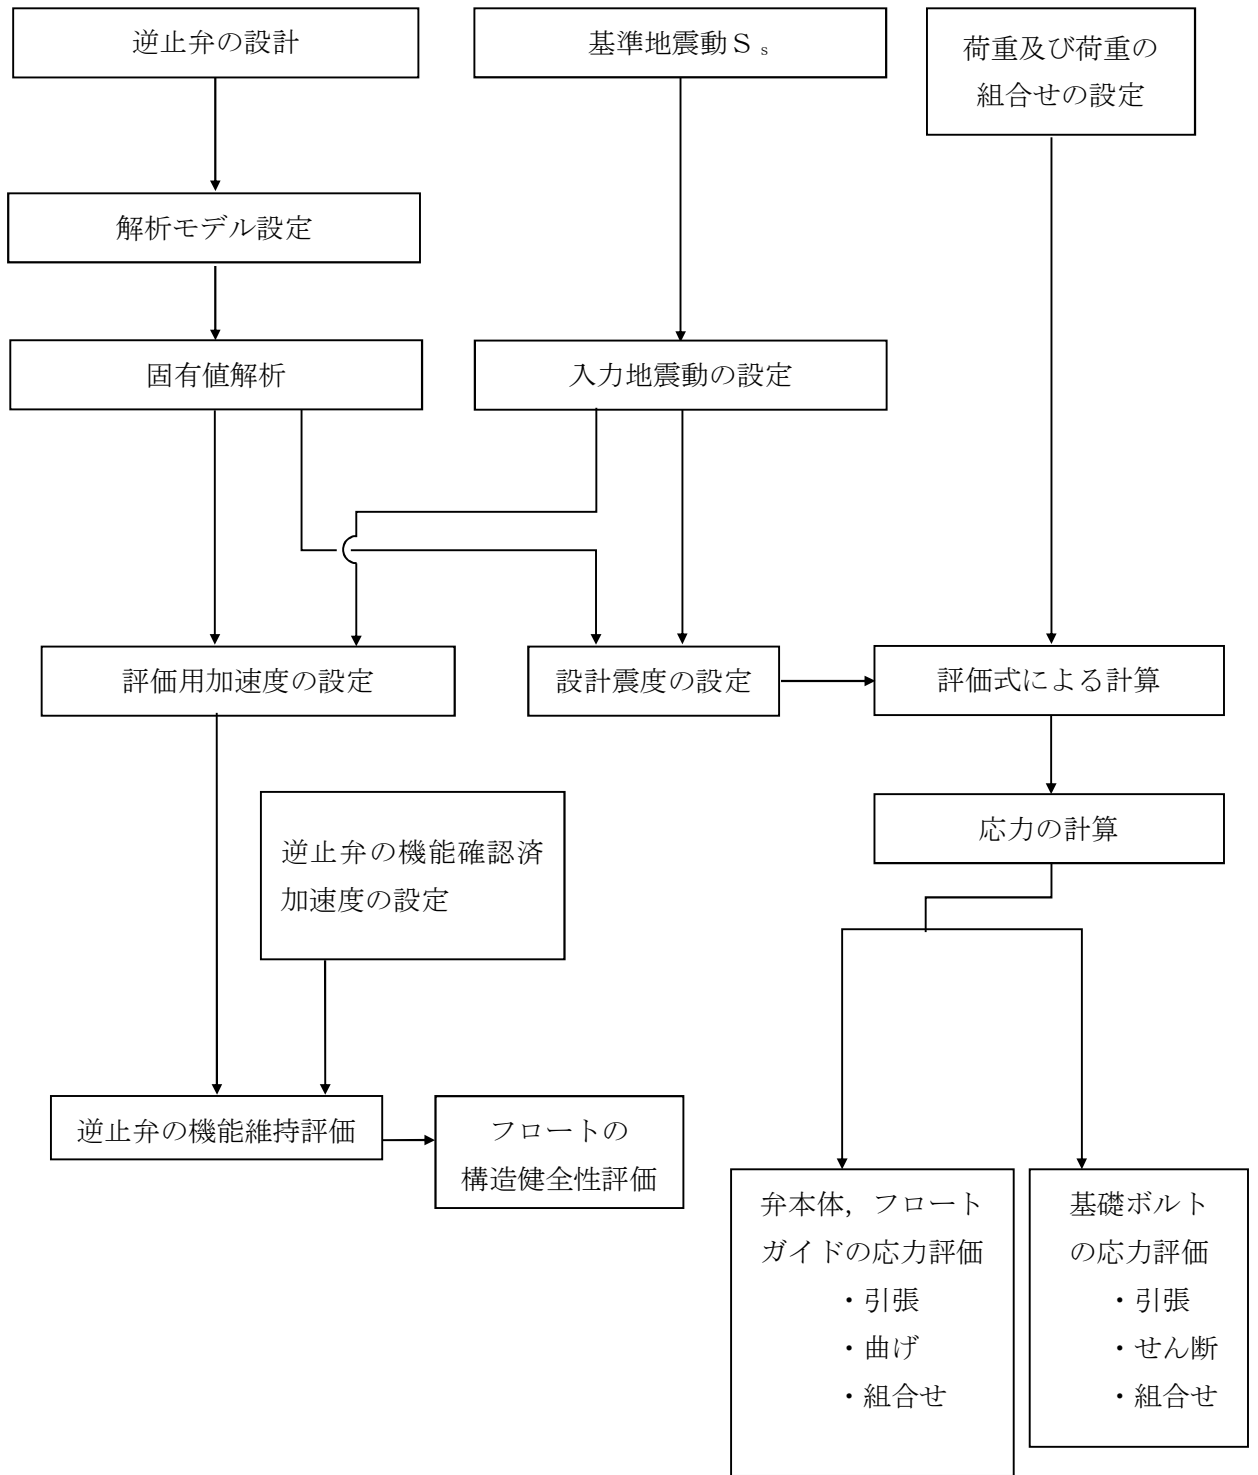 逆止弁の設計
基準地震動Ｓｓ
荷重及び荷重の
組合せの設定
解析モデル設定
固有値解析
入力地震動の設定
評価用加速度の設定
設計震度の設定
評価式による計算
逆止弁の機能確認済
加速度の設定
応力の計算
逆止弁の機能維持評価
フロートの
構造健全性評価
弁本体，フロート
ガイドの応力評価
・引張
・曲げ
・組合せ
基礎ボルト
の応力評価
・引張
・せん断
・組合せ